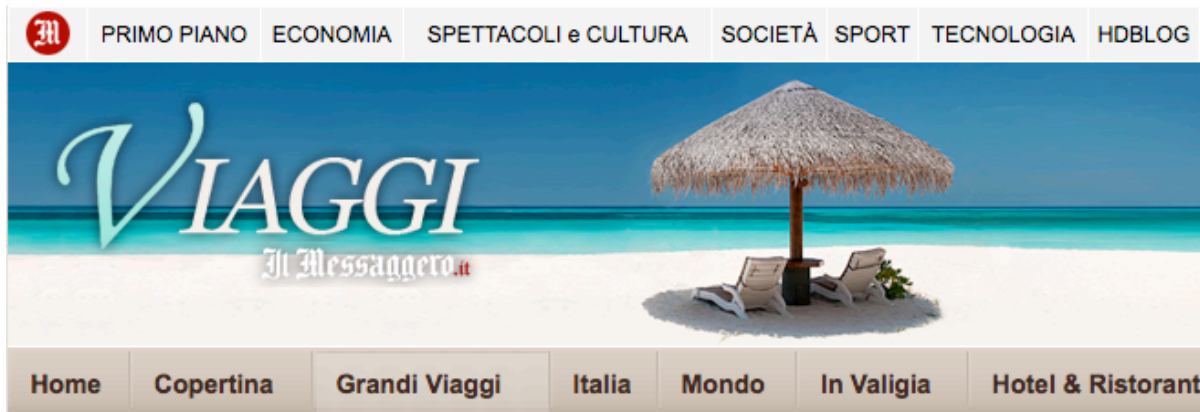 M PRIMO PIANO ECONOMIA SPETTACOLI e CULTURA SOCIETÀ SPORT TECNOLOGIA HDBLOG
VIAGGI
Il Messaggero.it
Home Copertina Grandi Viaggi Italia Mondo In Valigia Hotel & Ristorant